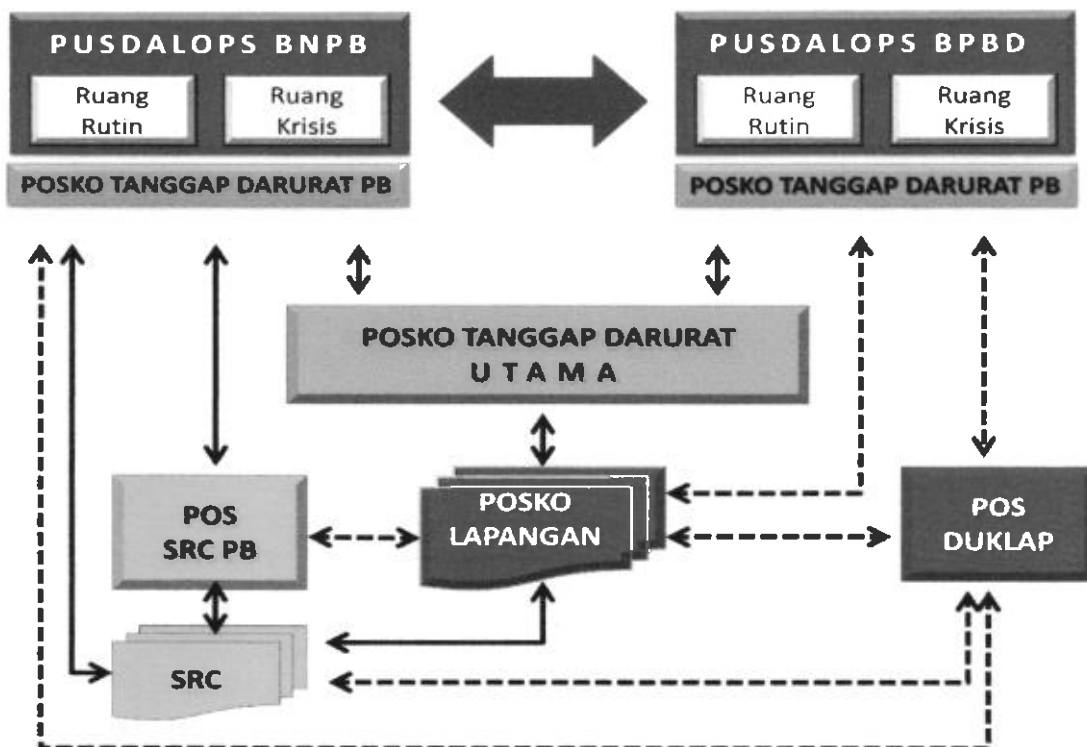 PUSDALOPS BNPB
Ruang
Rutin
Ruang
Krisis
POSKO TANGGAP DARURAT PB
PUSDALOPS BPBD
Ruang
Rutin
Ruang
Krisis
POSKO TANGGAP DARURAT PB
POSKO TANGGAP DARURAT
UTAMA
POS
SRC PB
POSKO
LAPANGAN
POS
DUKLAP
SRC